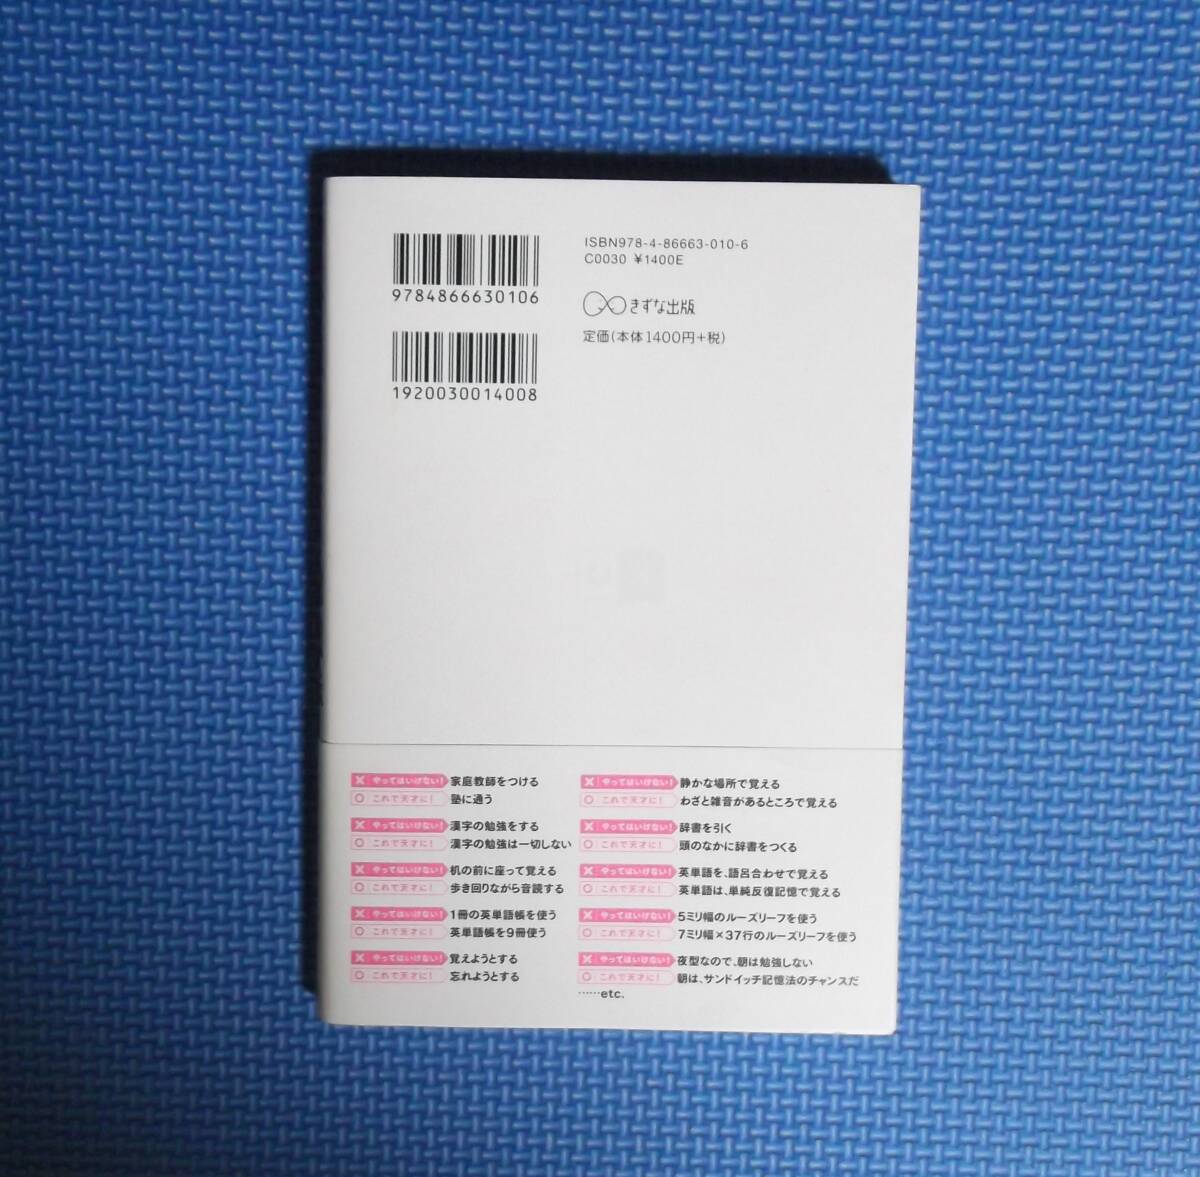 ISBN978-4-86663-010-6
C0030 ¥1400E
9784866630106
きずな出版
定価(本体1400円+税)
1920030014008
× やってはいけない! 家庭教師をつける
○ これで天才に! 塾に通う
× やってはいけない! 漢字の勉強をする
○ これで天才に! 漢字の勉強は一切しない
× やってはいけない! 机の前に座って覚える
○ これで天才に! 歩き回りながら音読する
× やってはいけない! 1冊の英単語帳を使う
○ これで天才に! 英単語帳を9冊使う
× やってはいけない! 覚えようとする
○ これで天才に! 忘れようとする
× やってはいけない! 静かな場所で覚える
○ これで天才に! わざと雑音があるところで覚える
× やってはいけない! 辞書を引く
○ これで天才に! 頭のなかに辞書をつくる
× やってはいけない! 英単語を、語呂合わせで覚える
○ これで天才に! 英単語は、単純反復記憶で覚える
× やってはいけない! 5ミリ幅のルーズリーフを使う
○ これで天才に! 7ミリ幅×37行のルーズリーフを使う
× やってはいけない! 夜型なので、朝は勉強しない
○ これで天才に! 朝は、サンドイッチ記憶法のチャンスだ
……etc.